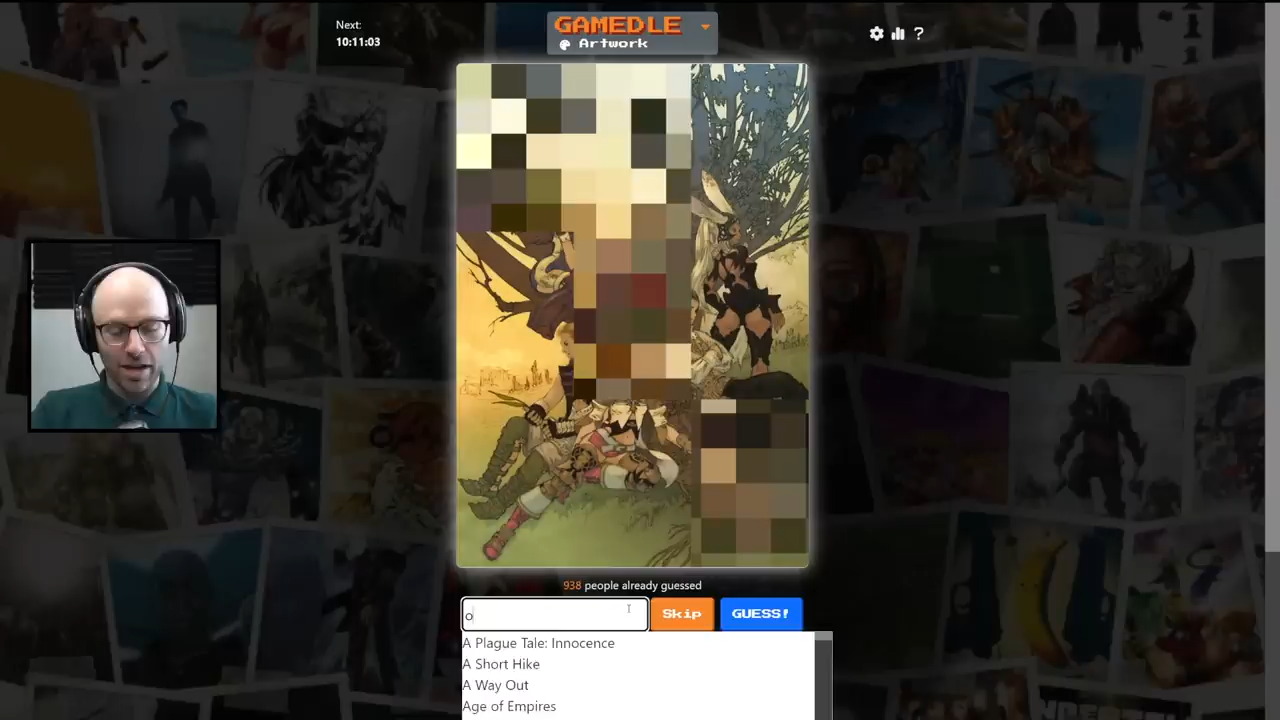 Next:
10:11:03
GAMEDLE
Artwork
?
938 people already guessed
o
Skip
GUESS!
A Plague Tale: Innocence
A Short Hike
A Way Out
Age of Empires